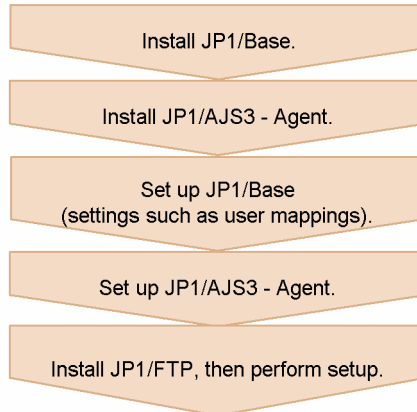 Install JP1/Base.
Install JP1/AJS3 - Agent.
Set up JP1/Base
(settings such as user mappings).
Set up JP1/AJS3 - Agent.
Install JP1/FTP, then perform setup.